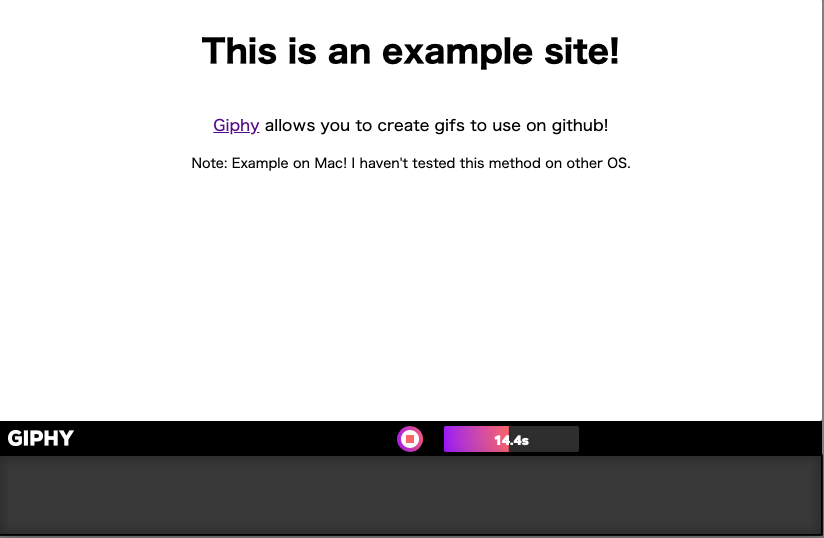 This is an example site!
Giphy allows you to create gifs to use on github!
Note: Example on Mac! I haven't tested this method on other OS.
GIPHY
14.4s